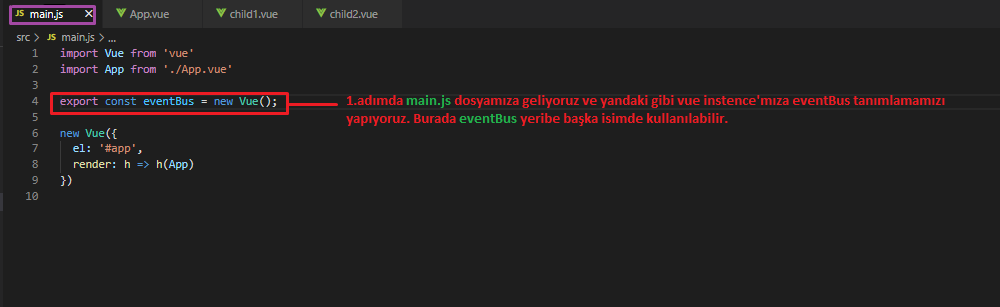 JS main.js ×
App.vue
child1.vue
child2.vue
src > JS main.js > ...
1 import Vue from 'vue'
2 import App from './App.vue'
3
4 export const eventBus = new Vue();
1.adımda main.js dosyamıza geliyoruz ve yandaki gibi vue instence'mıza eventBus tanımlamamızı
yapıyoruz. Burada eventBus yeribe başka isimde kullanılabilir.
5
6 new Vue({
7 el: '#app',
8 render: h => h(App)
9 })
10